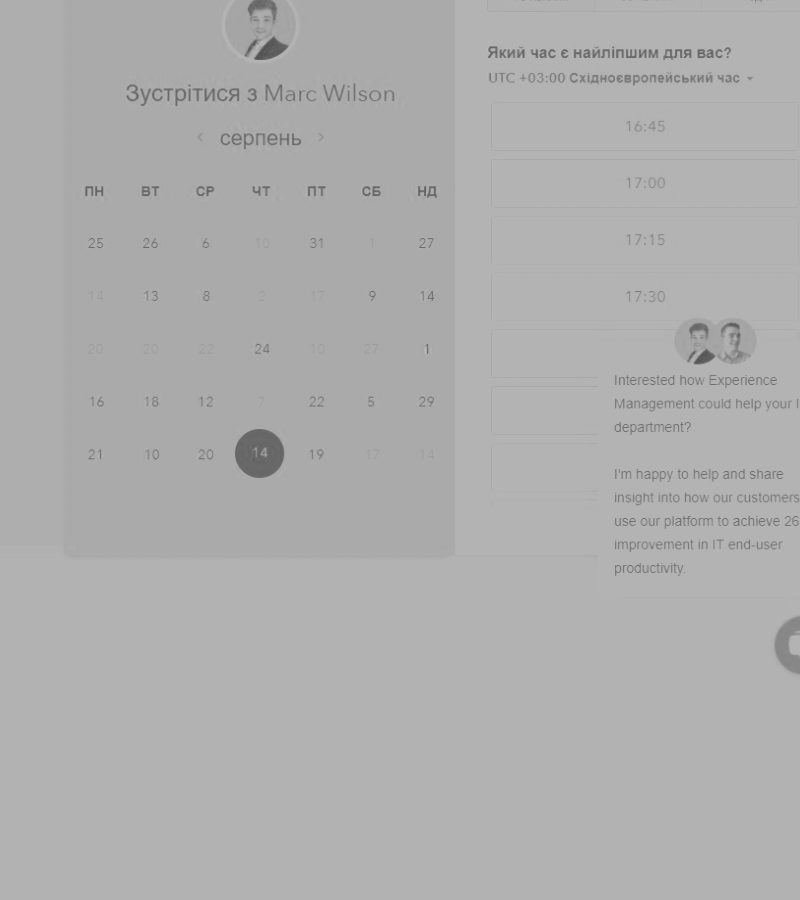 Зустрітися з Marc Wilson
серпень
ПН ВТ СР ЧТ ПТ СБ НД
25 26 6 10 31 1 27
14 13 8 2 17 9 14
20 20 22 24 10 27 1
16 18 12 7 22 5 29
21 10 20 14 19 17 14
Який час є найліпшим для вас?
UTC +03:00 Східноєвропейський час
16:45
17:00
17:15
17:30
Interested how Experience
Management could help your
department?
I'm happy to help and share
insight into how our customers
use our platform to achieve 26
improvement in IT end-user
productivity.